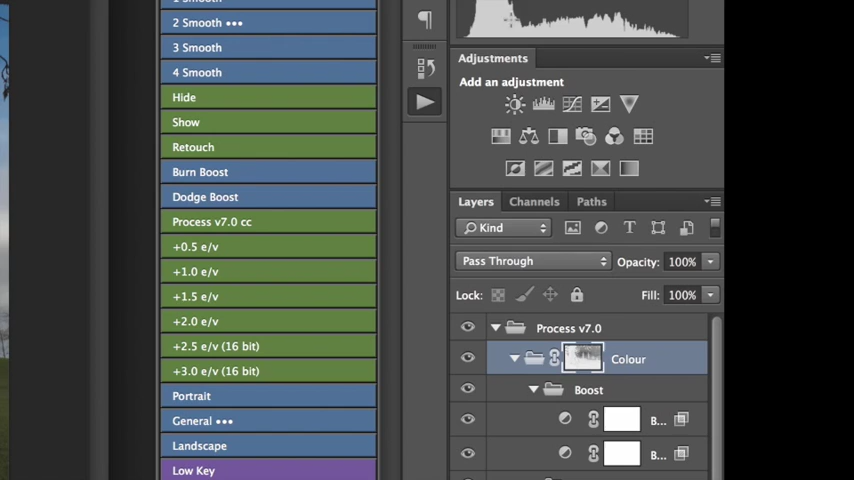 1 Smooth
2 Smooth •••
3 Smooth
4 Smooth
Hide
Show
Retouch
Burn Boost
Dodge Boost
Process v7.0 cc
+0.5 e/v
+1.0 e/v
+1.5 e/v
+2.0 e/v
+2.5 e/v (16 bit)
+3.0 e/v (16 bit)
Portrait
General •••
Landscape
Low Key
Adjustments
Add an adjustment
Layers Channels Paths
Kind
Pass Through Opacity: 100%
Lock: Fill: 100%
Process v7.0
Colour
Boost
B...
B...